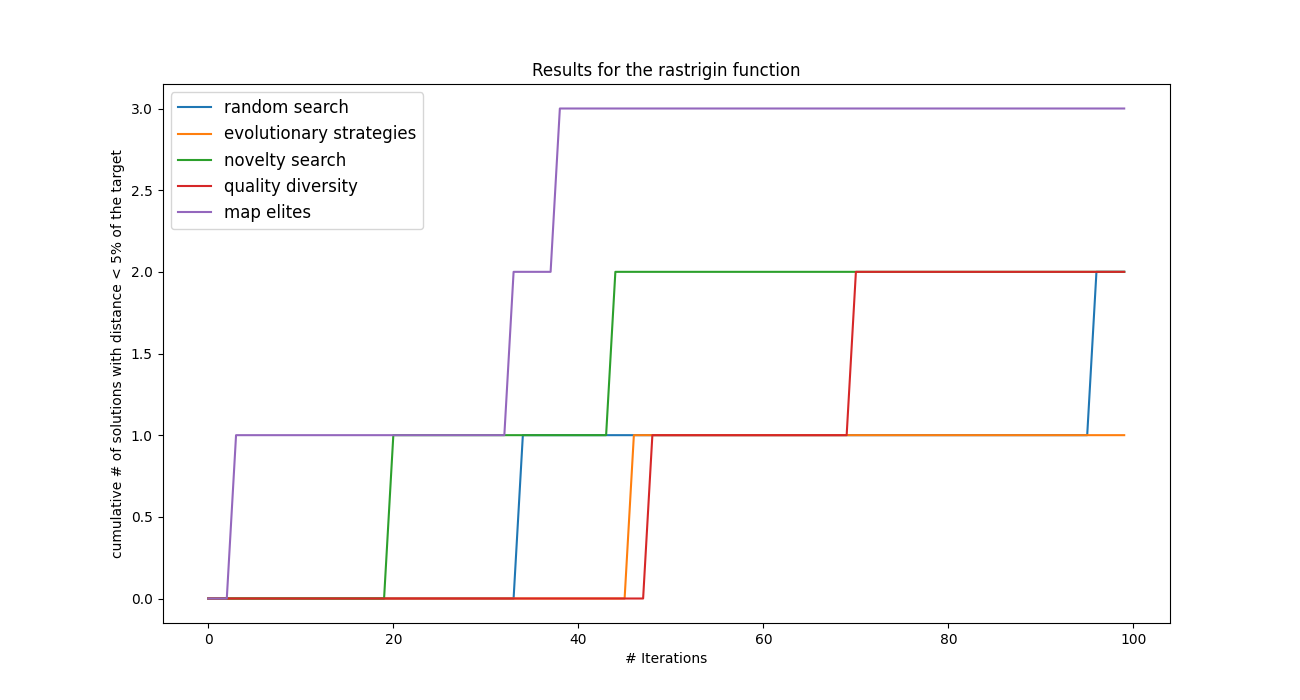 Results for the rastrigin function
random search
evolutionary strategies
novelty search
quality diversity
map elites
cumulative # of solutions with distance < 5% of the target
3.0
2.5
2.0
1.5
1.0
0.5
0.0
0 20 40 60 80 100
# Iterations